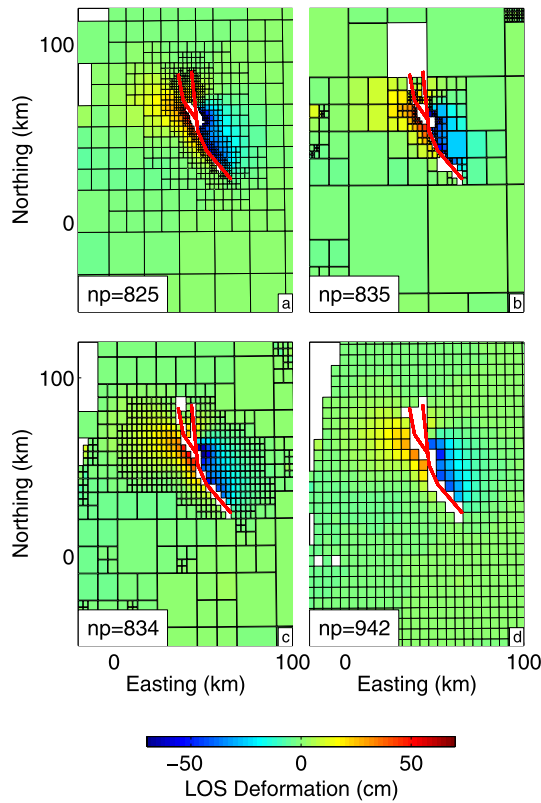 100
0
Northing (km)
np=825
a
np=835
b
100
0
Northing (km)
np=834
c
np=942
d
0
100
0
100
Easting (km)
Easting (km)
−50
0
50
LOS Deformation (cm)